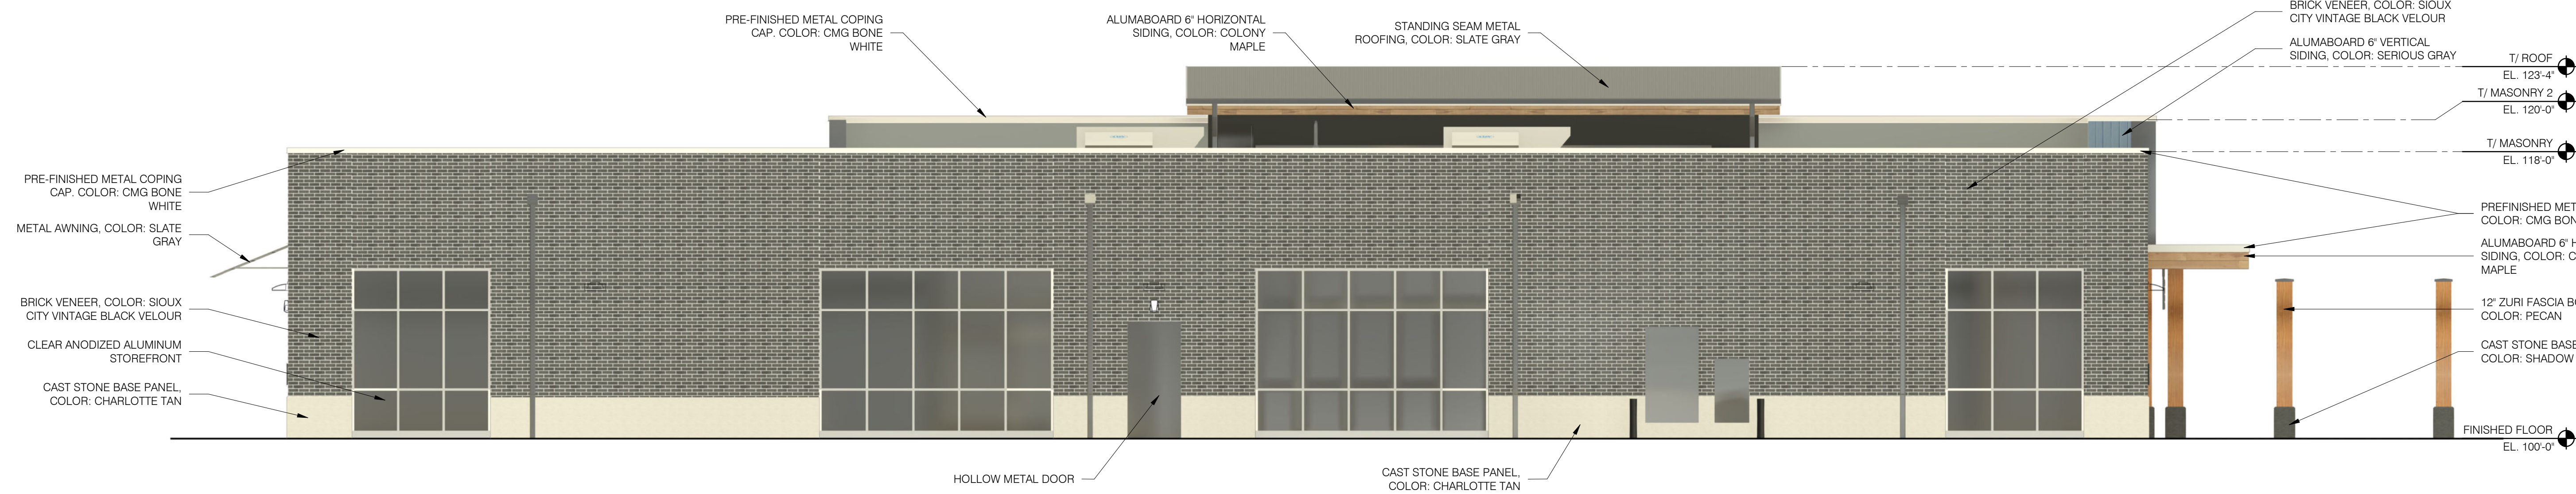 PRE-FINISHED METAL COPING
CAP. COLOR: CMG BONE
WHITE
ALUMABOARD 6" HORIZONTAL
SIDING, COLOR: COLONY
MAPLE
STANDING SEAM METAL
ROOFING, COLOR: SLATE GRAY
BRICK VENEER, COLOR: SIOUX
CITY VINTAGE BLACK VELOUR
ALUMABOARD 6" VERTICAL
SIDING, COLOR: SERIOUS GRAY
T/ ROOF
EL. 123'-4"
T/ MASONRY 2
EL. 120'-0"
T/ MASONRY
EL. 118'-0"
PRE-FINISHED METAL COPING
CAP. COLOR: CMG BONE
WHITE
METAL AWNING, COLOR: SLATE
GRAY
BRICK VENEER, COLOR: SIOUX
CITY VINTAGE BLACK VELOUR
CLEAR ANODIZED ALUMINUM
STOREFRONT
CAST STONE BASE PANEL,
COLOR: CHARLOTTE TAN
PREFINISHED MET
COLOR: CMG BON
ALUMABOARD 6" H
SIDING, COLOR: C
MAPLE
12" ZURI FASCIA BO
COLOR: PECAN
CAST STONE BASE
COLOR: SHADOW
FINISHED FLOOR
EL. 100'-0"
HOLLOW METAL DOOR
CAST STONE BASE PANEL,
COLOR: CHARLOTTE TAN